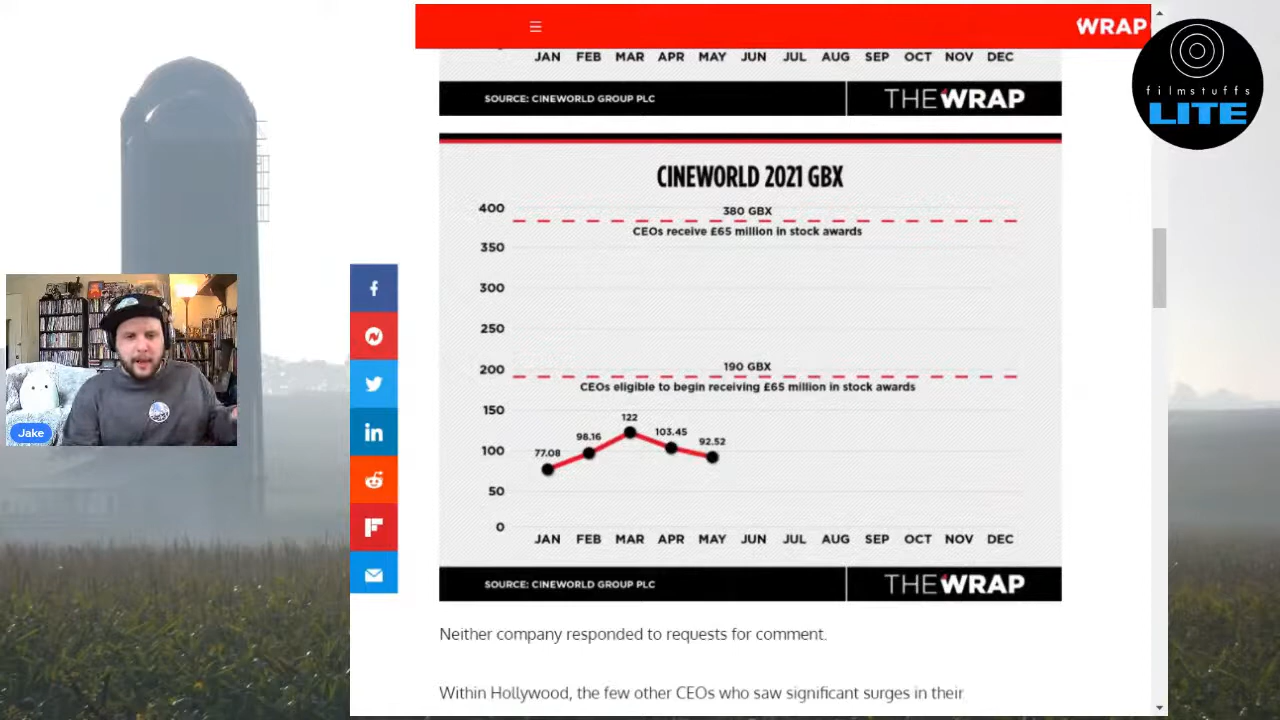 WRAP
filmstuffs
LITE
JAN FEB MAR APR MAY JUN JUL AUG SEP OCT NOV DEC
SOURCE: CINEWORLD GROUP PLC
THEWRAP
CINEWORLD 2021 GBX
400
380 GBX
CEOs receive £65 million in stock awards
350
300
250
200
190 GBX
CEOs eligible to begin receiving £65 million in stock awards
150
122
103.45
98.16
92.52
77.08
100
50
0
JAN FEB MAR APR MAY JUN JUL AUG SEP OCT NOV DEC
SOURCE: CINEWORLD GROUP PLC
THEWRAP
Jake
Neither company responded to requests for comment.
Within Hollywood, the few other CEOs who saw significant surges in their